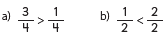 a) 3/4 > 1/4 b) 1/2 < 2/2